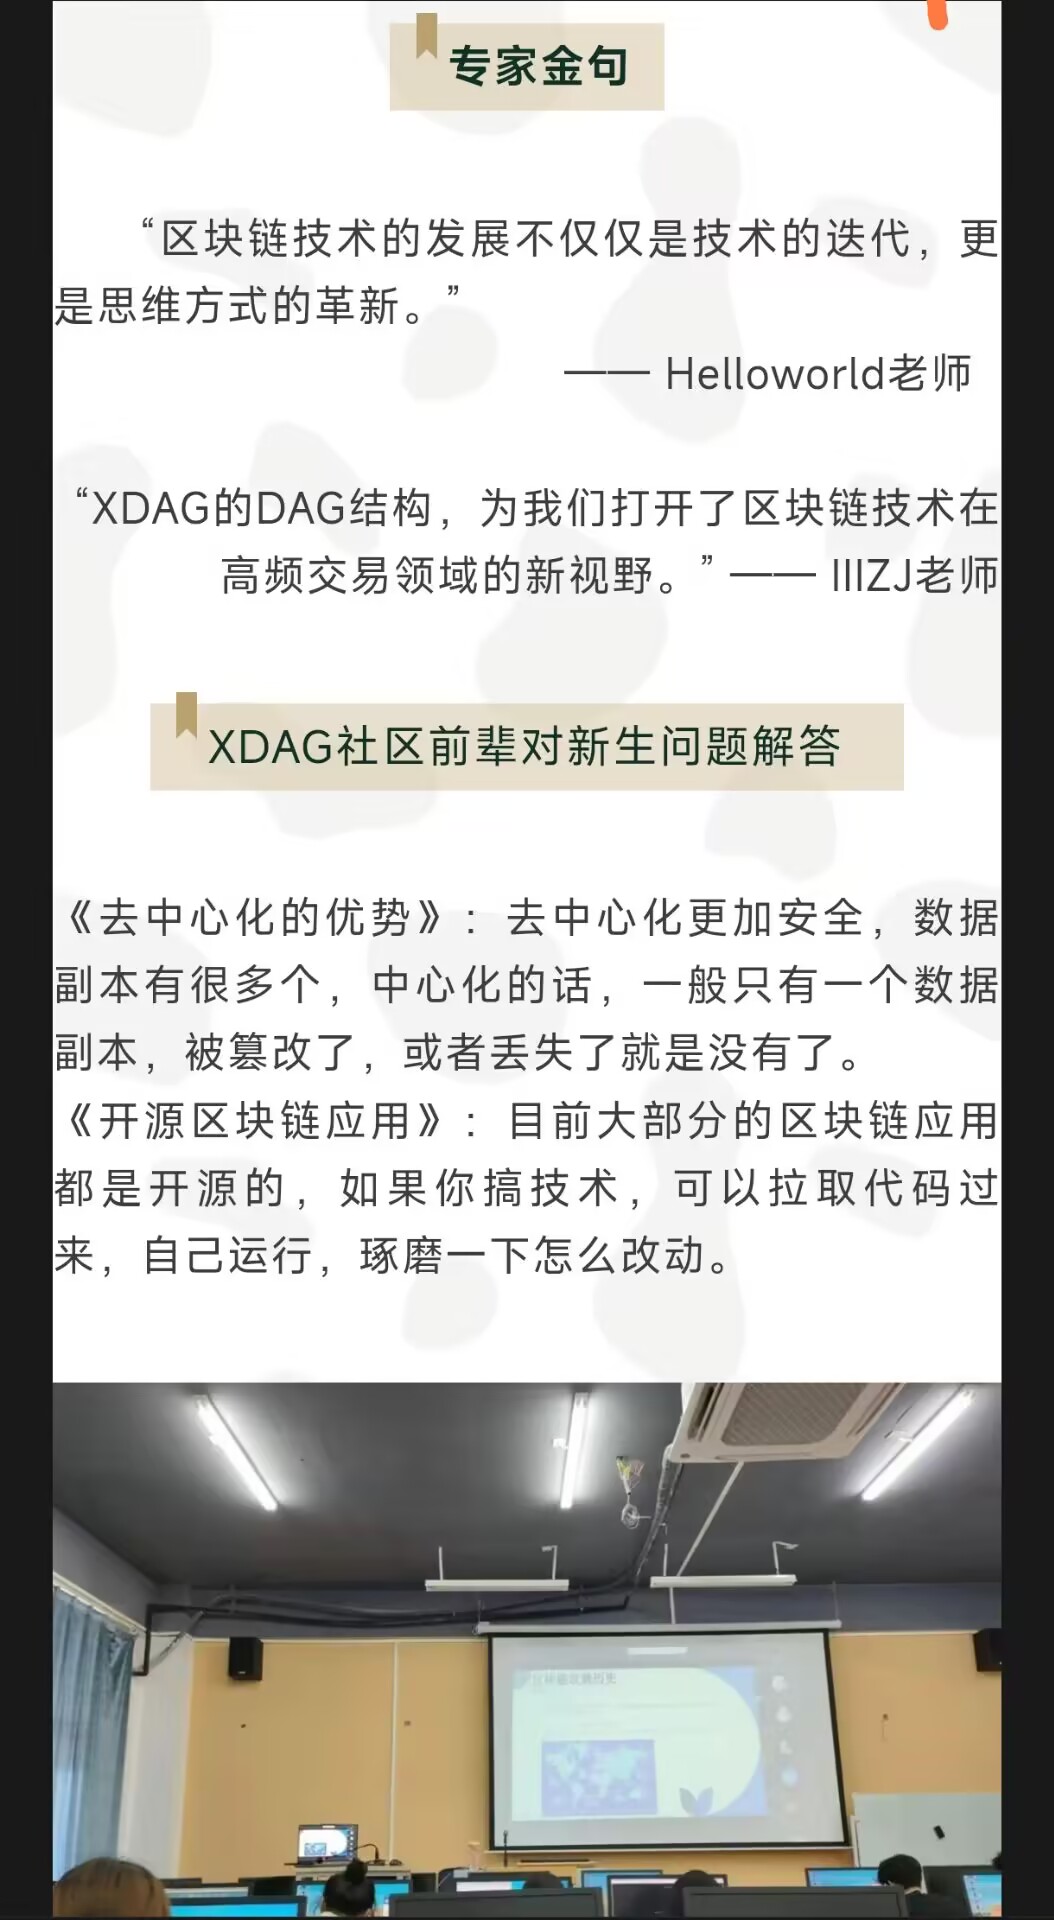 专家金句
“区块链技术的发展不仅仅是技术的迭代，更
是思维方式的革新。”
—— Helloworld老师
“XDAG的DAG结构，为我们打开了区块链技术在
高频交易领域的新视野。” —— IIIZJ老师
XDAG社区前辈对新生问题解答
《去中心化的优势》：去中心化更加安全，数据
副本有很多个，中心化的话，一般只有一个数据
副本，被篡改了，或者丢失了就是没有了。
《开源区块链应用》：目前大部分的区块链应用
都是开源的，如果你搞技术，可以拉取代码过
来，自己运行，琢磨一下怎么改动。